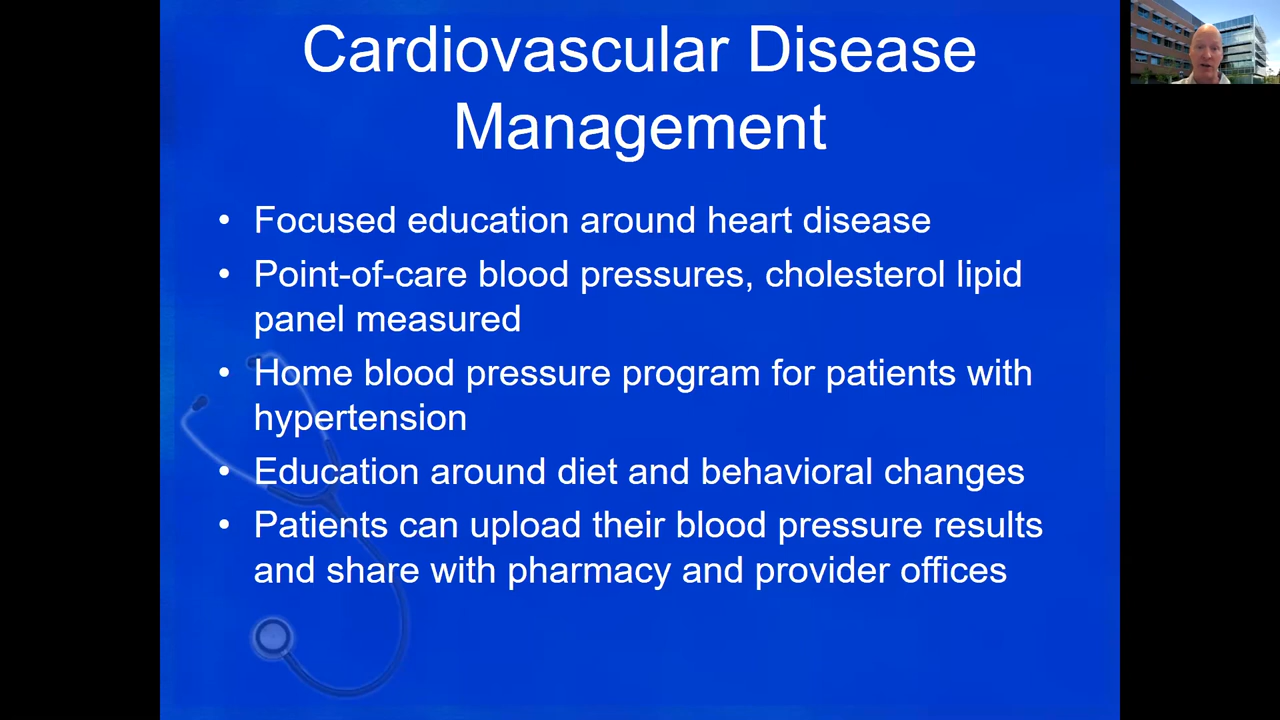 Cardiovascular Disease
Management
• Focused education around heart disease
• Point-of-care blood pressures, cholesterol lipid
panel measured
• Home blood pressure program for patients with
hypertension
• Education around diet and behavioral changes
• Patients can upload their blood pressure results
and share with pharmacy and provider offices